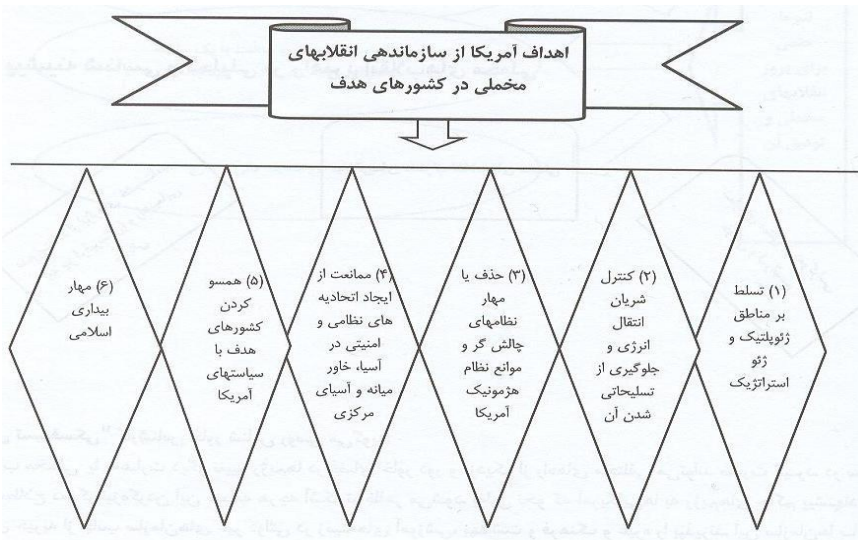 اهداف آمریکا از سازماندهی انقلابهای
مخملی در کشورهای هدف
(۱) تسلط
بر مناطق
ژئوپلتیک و
ژئو
استراتژیک
(۲) کنترل
شریان
انتقال
انرژی و
جلوگیری از
تسلیحاتی
شدن آن
(۳) حذف یا
مهار
نظامهای
چالش گر و
موانع نظام
هژمونیک
آمریکا
(۴) ممانعت از
ایجاد اتحادیه
های نظامی و
امنیتی در
آسیا، خاور
میانه و آسیای
مرکزی
(۵) همسو
کردن
کشورهای
هدف با
سیاستهای
آمریکا
(۶) مهار
بیداری
اسلامی